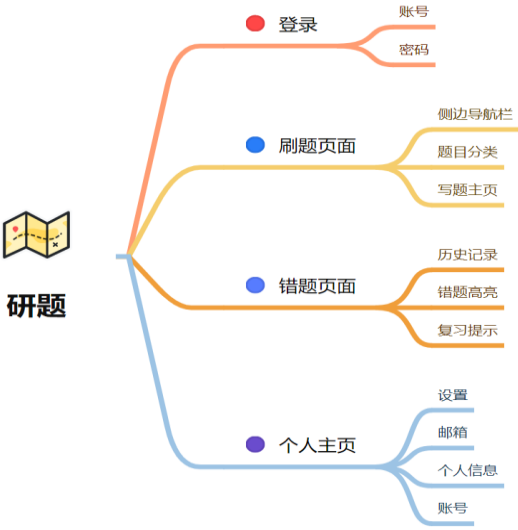 研题
登录
账号
密码
刷题页面
侧边导航栏
题目分类
写题主页
错题页面
历史记录
错题高亮
复习提示
个人主页
设置
邮箱
个人信息
账号